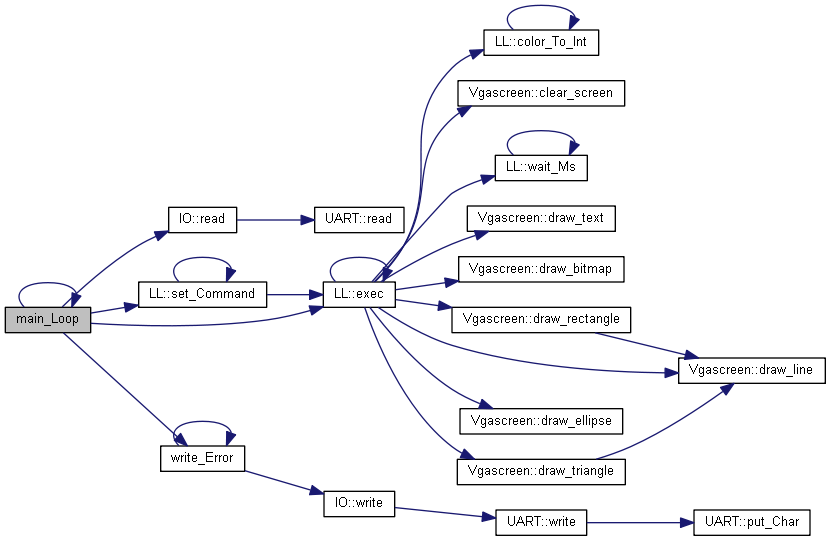 LL::color_To_Int
Vgascreen::clear_screen
LL::wait_Ms
IO::read
UART::read
Vgascreen::draw_text
Vgascreen::draw_bitmap
LL::set_Command
LL::exec
main_Loop
Vgascreen::draw_rectangle
Vgascreen::draw_line
Vgascreen::draw_ellipse
write_Error
Vgascreen::draw_triangle
IO::write
UART::write
UART::put_Char